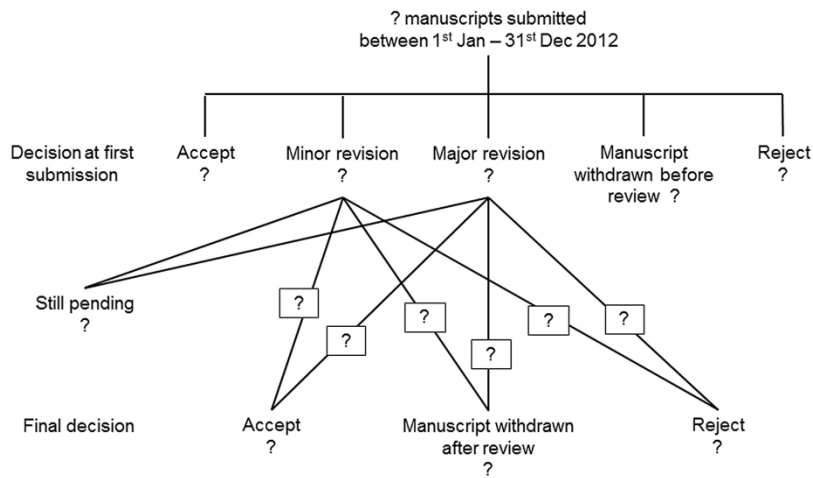 ? manuscripts submitted
between 1st Jan – 31st Dec 2012
Decision at first
submission
Accept
?
Minor revision
?
Major revision
?
Manuscript
withdrawn before
review ?
Reject
?
Still pending
?
?
?
?
?
?
?
Final decision
Accept
?
Manuscript withdrawn
after review
?
Reject
?